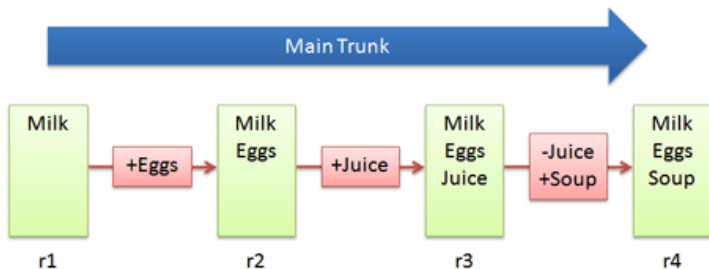 Main Trunk
Milk
+Eggs
Milk
Eggs
+Juice
Milk
Eggs
Juice
-Juice
+Soup
Milk
Eggs
Soup
r1
r2
r3
r4